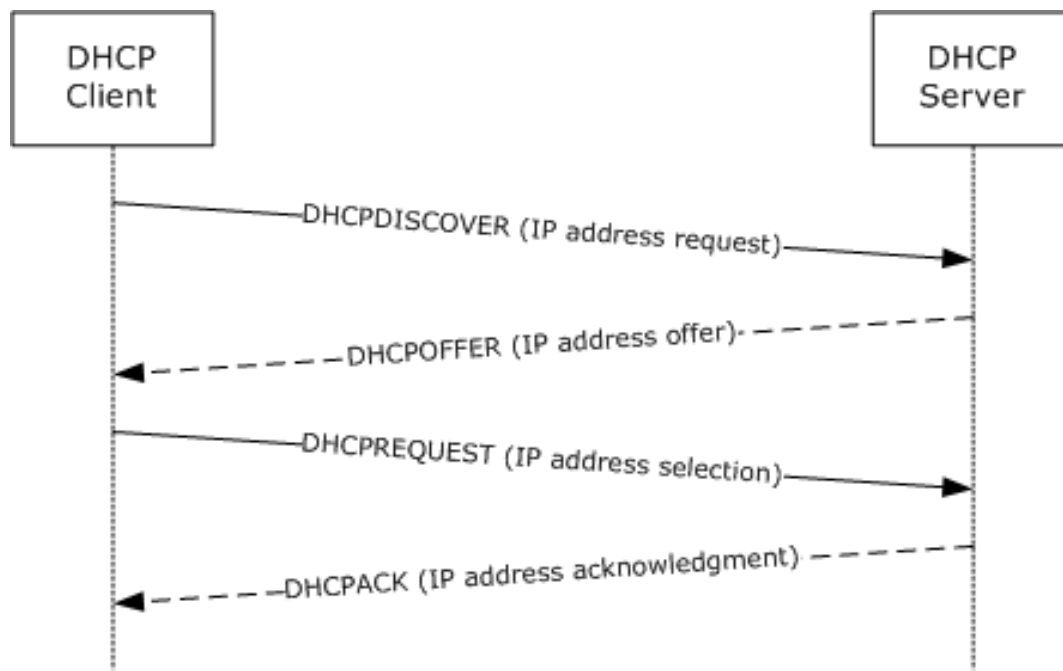 DHCP
Client
DHCP
Server
DHCPDISCOVER (IP address request)
DHCPOFFER (IP address offer)
DHCPREQUEST (IP address selection)
DHCPACK (IP address acknowledgment)